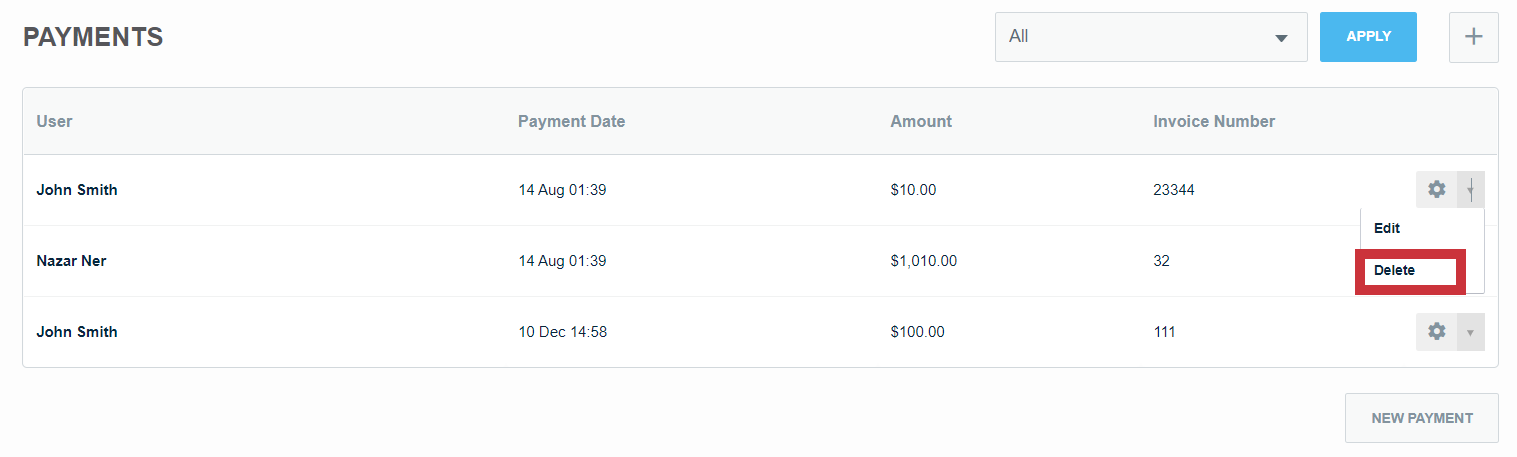 PAYMENTS All APPLY +
User Payment Date Amount Invoice Number
John Smith 14 Aug 01:39 $10.00 23344
Edit
Nazar Ner 14 Aug 01:39 $1,010.00 32
Delete
John Smith 10 Dec 14:58 $100.00 111
NEW PAYMENT